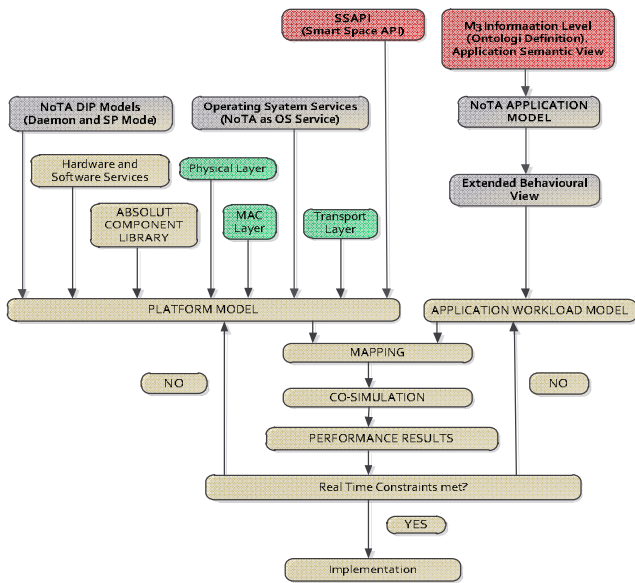 SSAPI
(Smart Space API)
M3 Informaation Level
(Ontologi Definition).
Application Semantic View
NoTA DIP Models
(Daemon and SP Mode)
Operating System Services
(NoTA as OS Service)
NoTA APPLICATION
MODEL
Hardware and
Software Services
Physical Layer
Extended Behavioural
View
ABSOLUT
COMPONENT
LIBRARY
MAC
Layer
Transport
Layer
PLATFORM MODEL
APPLICATION WORKLOAD MODEL
MAPPING
NO
NO
CO-SIMULATION
PERFORMANCE RESULTS
Real Time Constraints met?
YES
Implementation